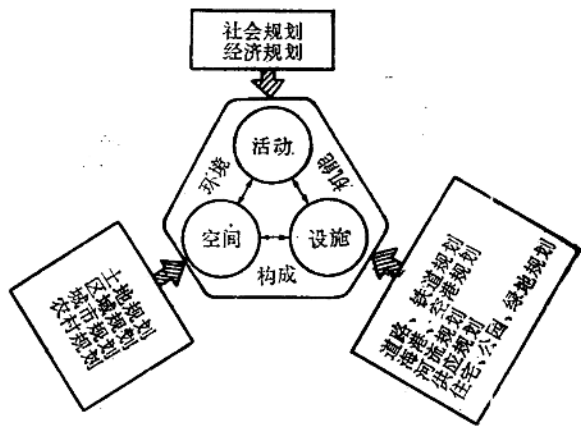 社会规划
经济规划
活动
环境
机能
空间
设施
构成
土地规划
区域规划
城市规划
农村规划
道路、铁道规划
海港、空港规划
河流规划
供应规划
住宅、公园、绿地规划